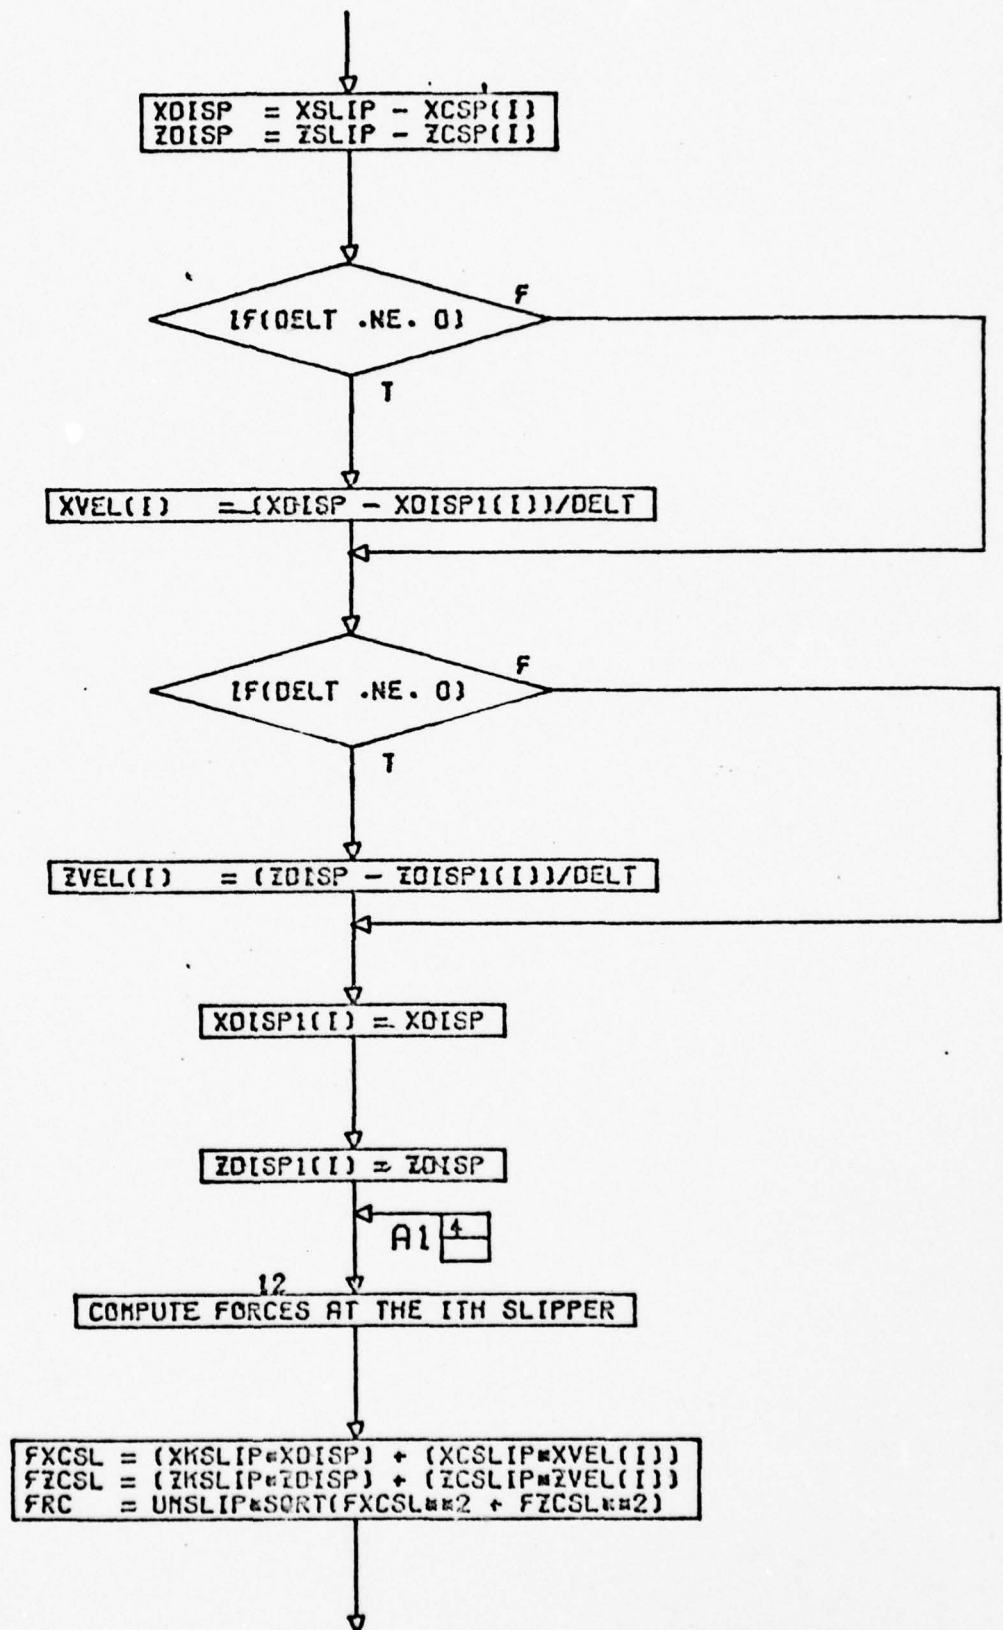 XDISP = XSLIP - XCSP(I)
ZDISP = ZSLIP - ZCSP(I)
F
IF(DELT .NE. 0)
T
XVEL(I) = (XDISP - XDISP1(I))/DELT
F
IF(DELT .NE. 0)
T
ZVEL(I) = (ZDISP - ZDISP1(I))/DELT
XDISP1(I) = XDISP
ZDISP1(I) = ZDISP
A1 4
12
COMPUTE FORCES AT THE ITH SLIPPER
FXCSL = (XKSLIP*XDISP) + (XCSLIP*XVEL(I))
FZCSL = (ZKSLIP*ZDISP) + (ZCSLIP*ZVEL(I))
FRC = UMSLIP*SQRT(FXCSL**2 + FZCSL**2)